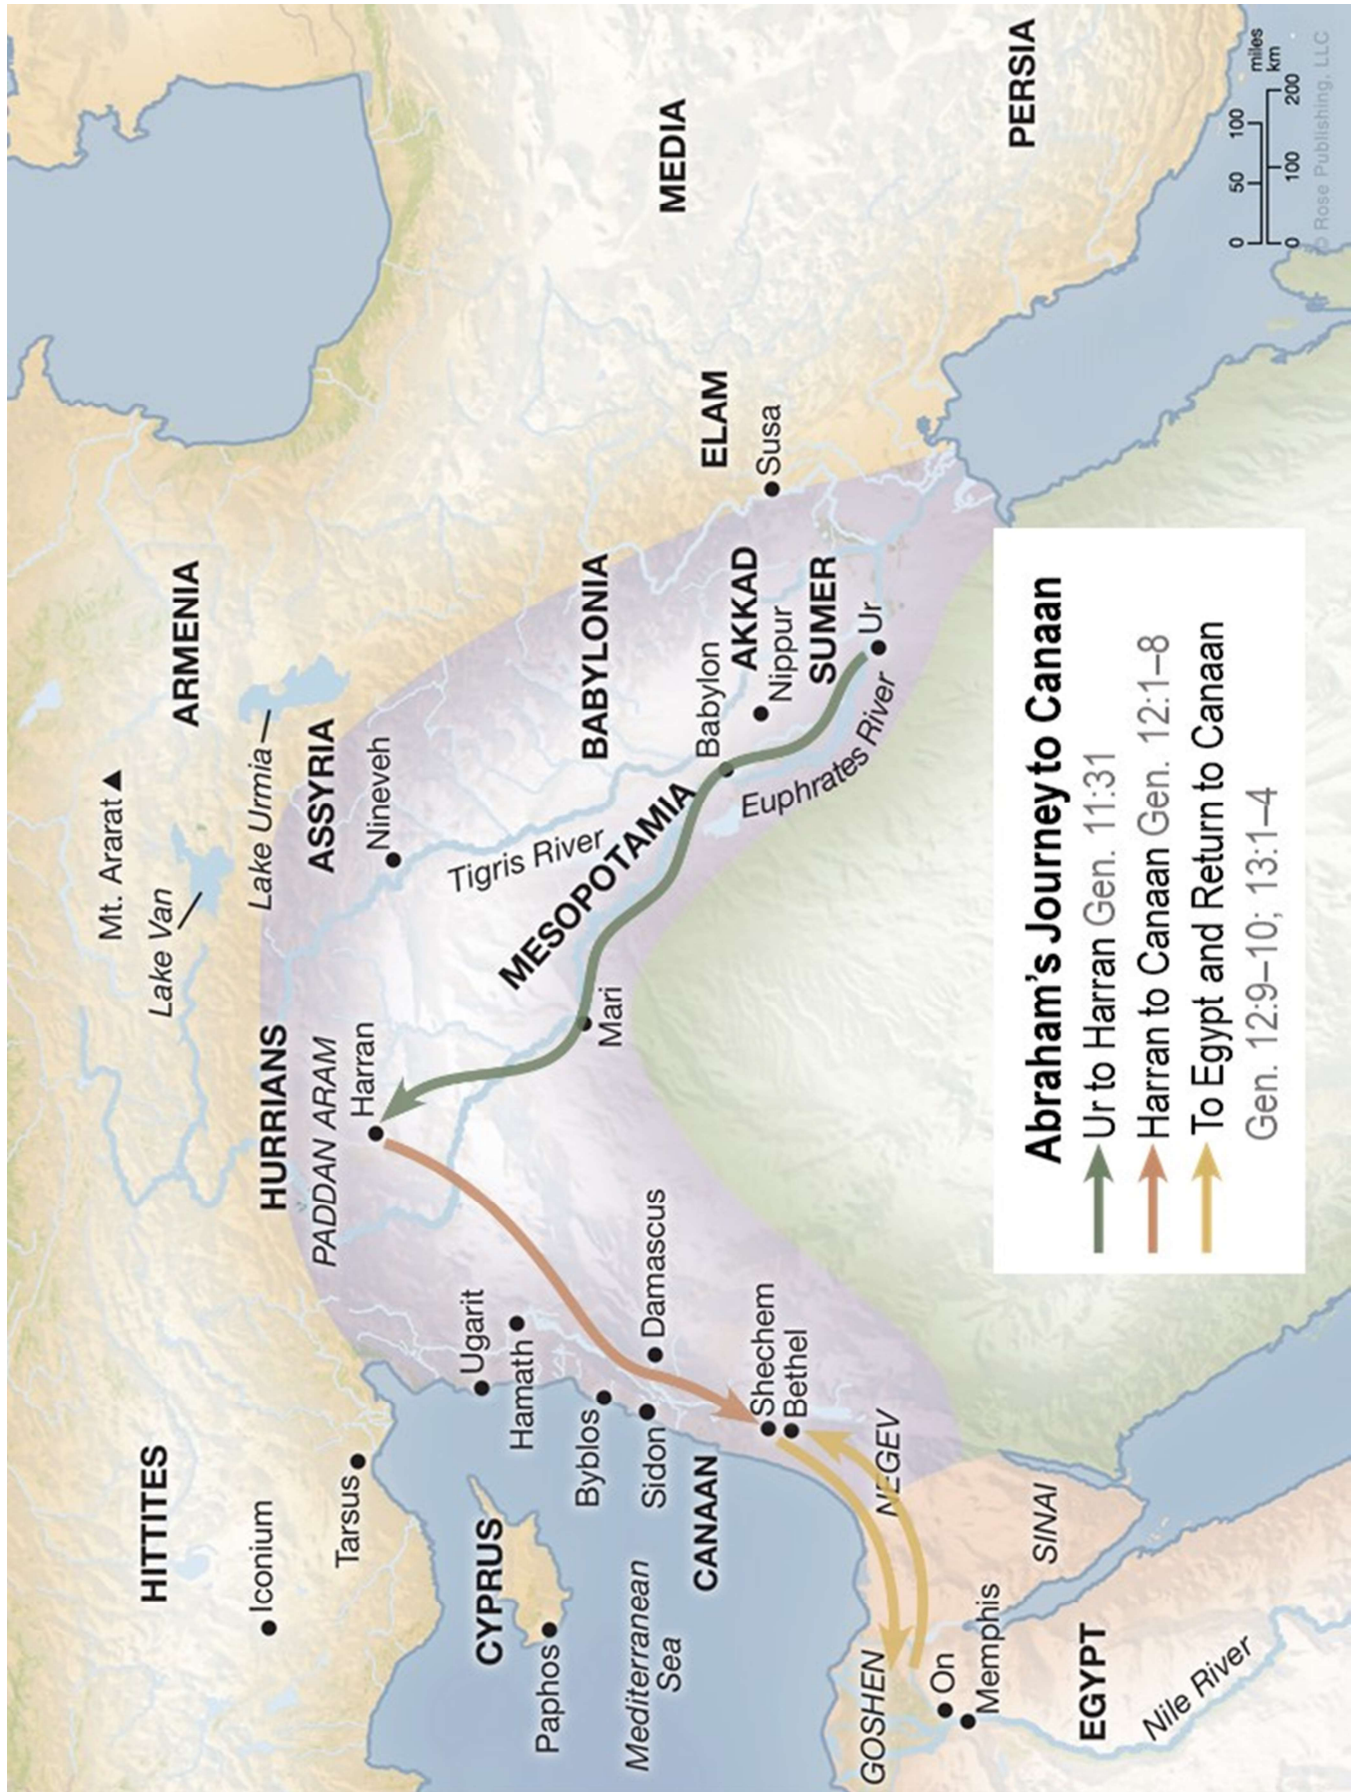 HITTITES
Iconium
Tarsus
CYPRUS
Paphos
Mediterranean
Sea
Ugarit
Hamath
Byblos
Sidon
CANAAN
Damascus
Shechem
Bethel
NEGEV
GOSHEN
On
Memphis
EGYPT
Nile River
SINAI
HURRIANS
PADDAN ARAM
Harran
Mari
Mt. Ararat
Lake Van
Lake Urmia
ARMENIA
ASSYRIA
Nineveh
Tigris River
MESOPOTAMIA
BABYLONIA
Babylon
AKKAD
Nippur
SUMER
Ur
Euphrates River
ELAM
Susa
MEDIA
PERSIA
Abraham's Journey to Canaan
Ur to Harran Gen. 11:31
Harran to Canaan Gen. 12:1–8
To Egypt and Return to Canaan
Gen. 12:9–10; 13:1–4
0 50 100 miles
km
0 100 200
© Rose Publishing, LLC